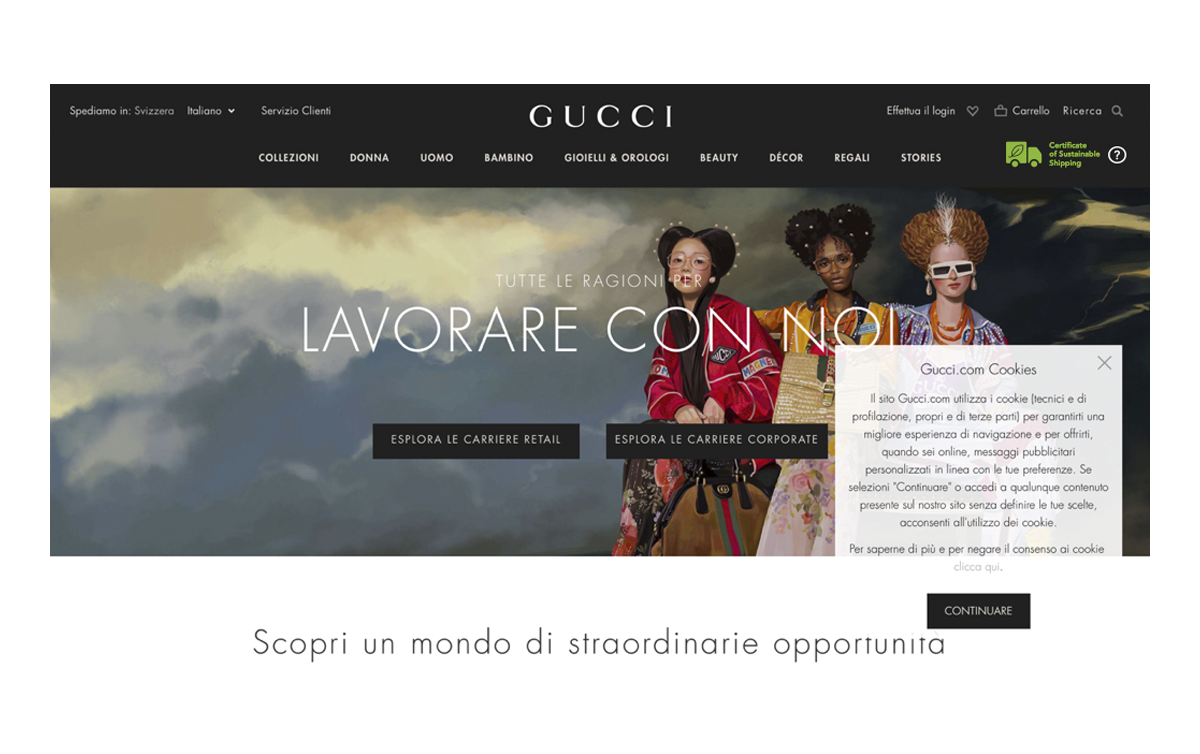 Spediamo in: Svizzera Italiano Servizio Clienti
GUCCI
Effettua il login Carrello Ricerca
COLLEZIONI DONNA UOMO BAMBINO GIOIELLI & OROLOGI BEAUTY DÉCOR REGALI STORIES
Certificate
of Sustainable
Shipping
?
TUTTE LE RAGIONI PER
LAVORARE CON NOI
ESPLORA LE CARRIERE RETAIL
ESPLORA LE CARRIERE CORPORATE
Gucci.com Cookies
Il sito Gucci.com utilizza i cookie (tecnici e di
profilazione, propri e di terze parti) per garantirti una
migliore esperienza di navigazione e per offrirti,
quando sei online, messaggi pubblicitari
personalizzati in linea con le tue preferenze. Se
selezioni "Continuare" o accedi a qualunque contenuto
presente sul nostro sito senza definire le tue scelte,
acconsenti all'utilizzo dei cookie.
Per saperne di più e per negare il consenso ai cookie
clicca qui.
CONTINUARE
Scopri un mondo di straordinarie opportunità